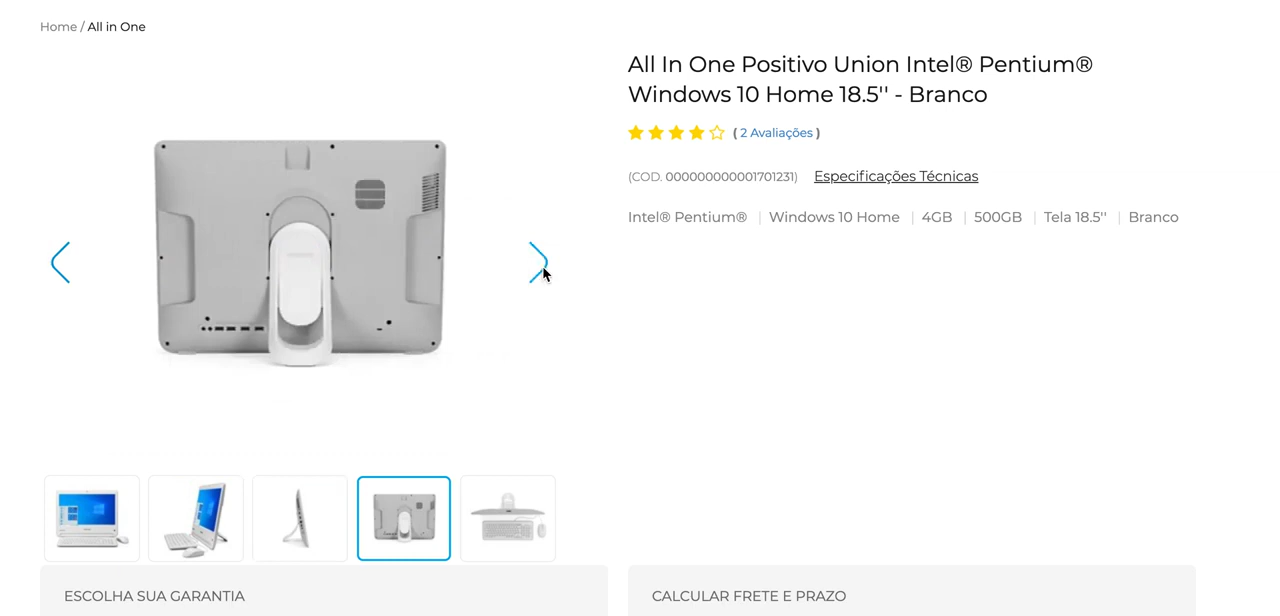 Home / All in One
All In One Positivo Union Intel® Pentium®
Windows 10 Home 18.5'' - Branco
( 2 Avaliações )
(COD. 000000000001701231) Especificações Técnicas
Intel® Pentium® | Windows 10 Home | 4GB | 500GB | Tela 18.5'' | Branco
ESCOLHA SUA GARANTIA
CALCULAR FRETE E PRAZO